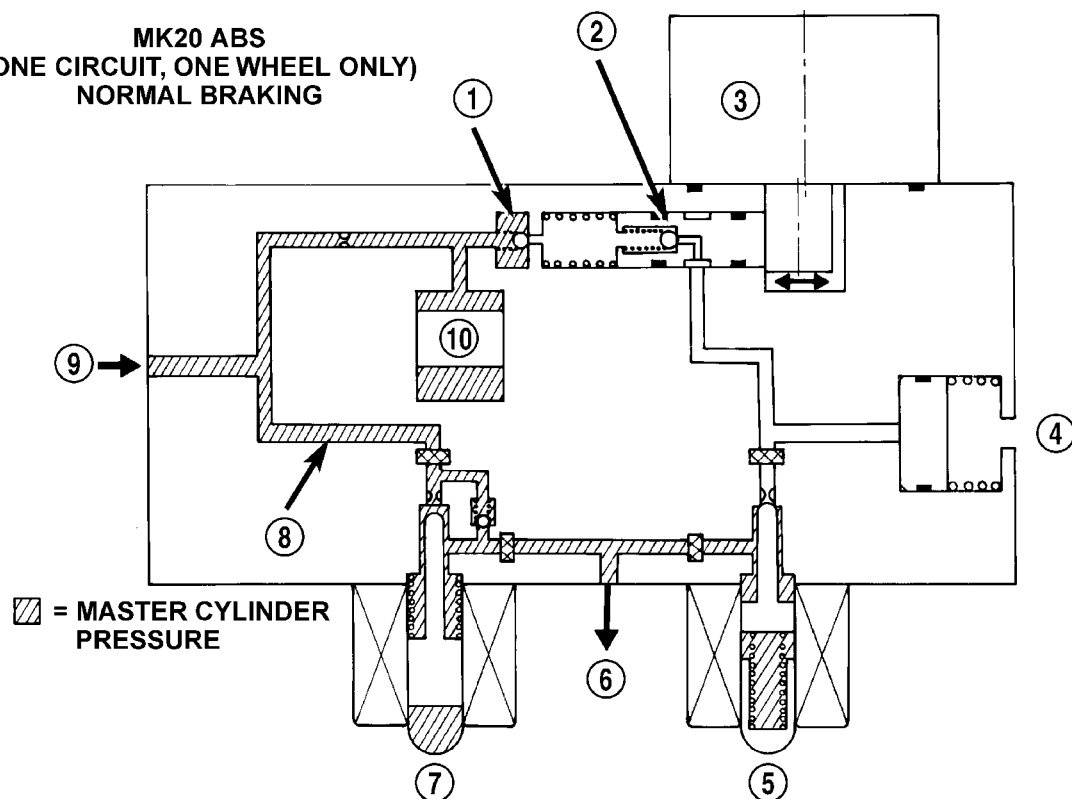 MK20 ABS
ONE CIRCUIT, ONE WHEEL ONLY)
NORMAL BRAKING
1
2
3
9
10
4
8
= MASTER CYLINDER
PRESSURE
6
7
5